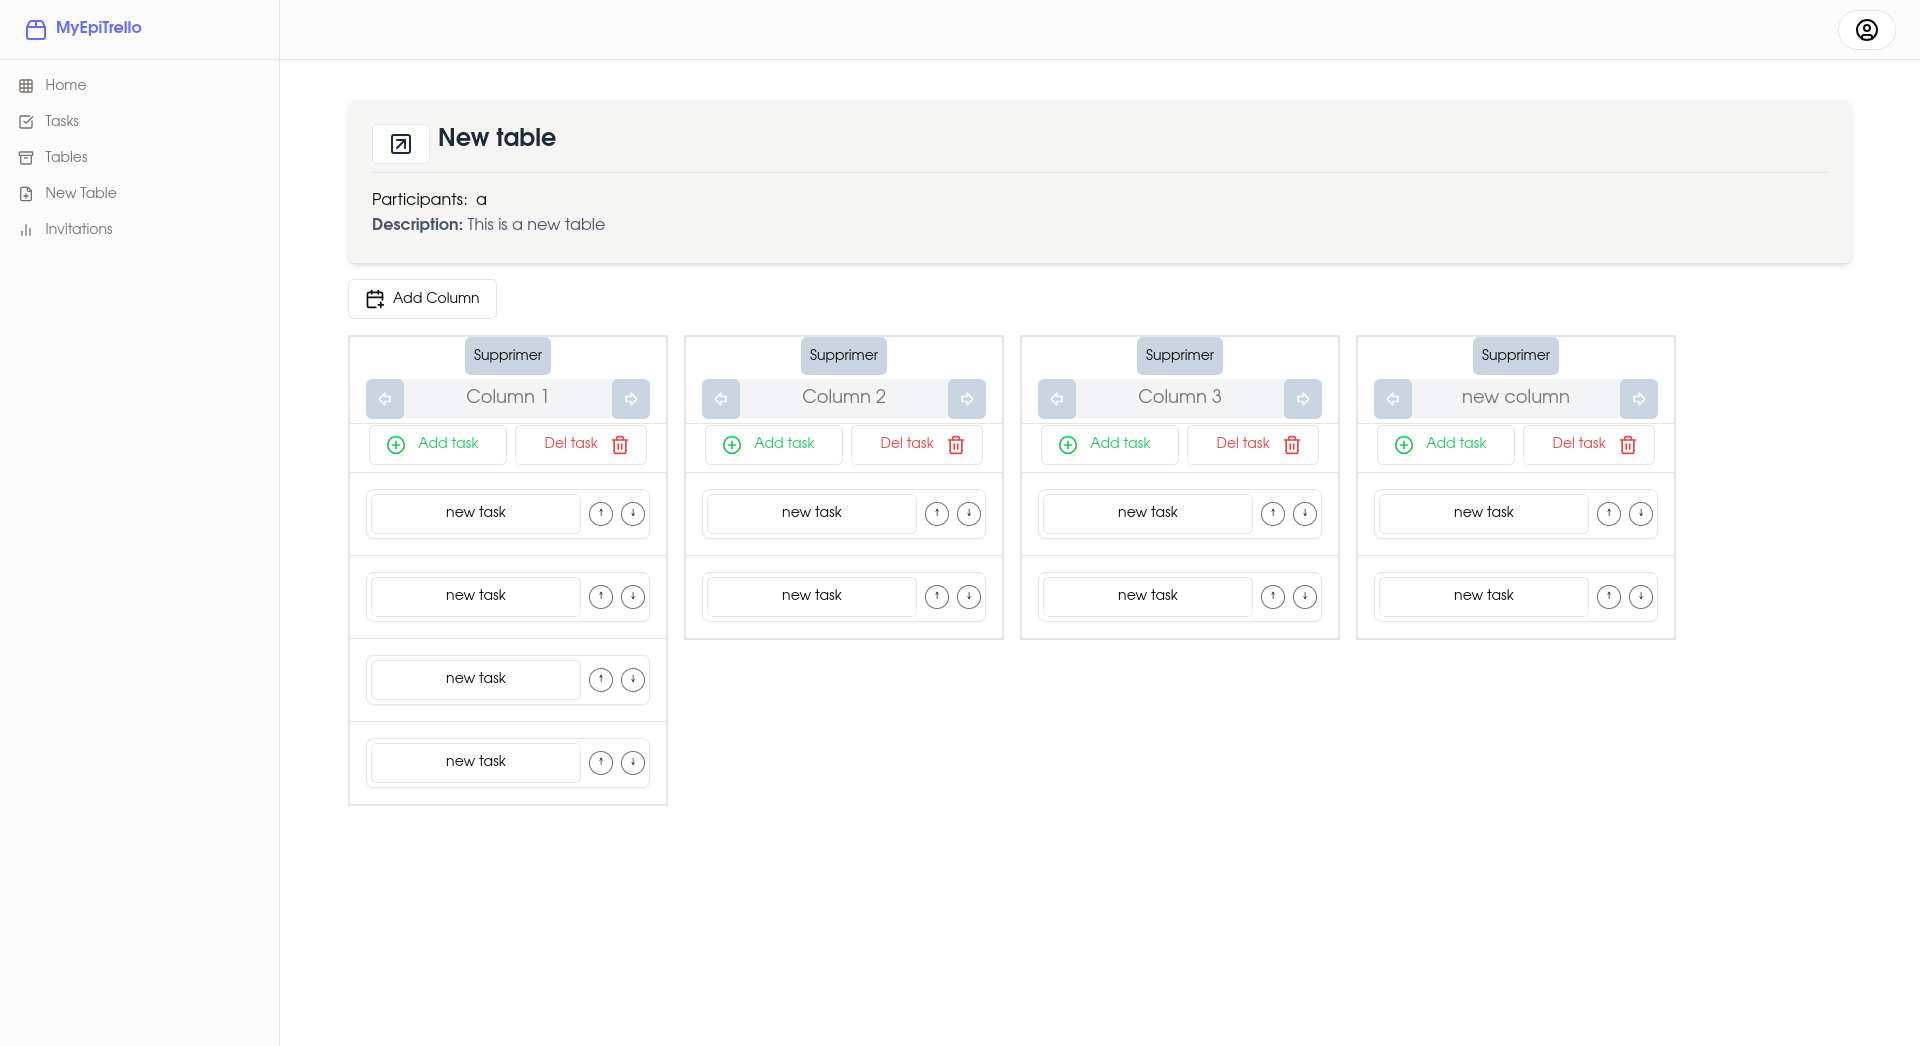 MyEpiTrello
Home
Tasks
Tables
New Table
Invitations
New table
Participants: a
Description: This is a new table
Add Column
Supprimer
Column 1
Add task
Del task
new task
new task
new task
new task
Supprimer
Column 2
Add task
Del task
new task
new task
Supprimer
Column 3
Add task
Del task
new task
new task
Supprimer
new column
Add task
Del task
new task
new task